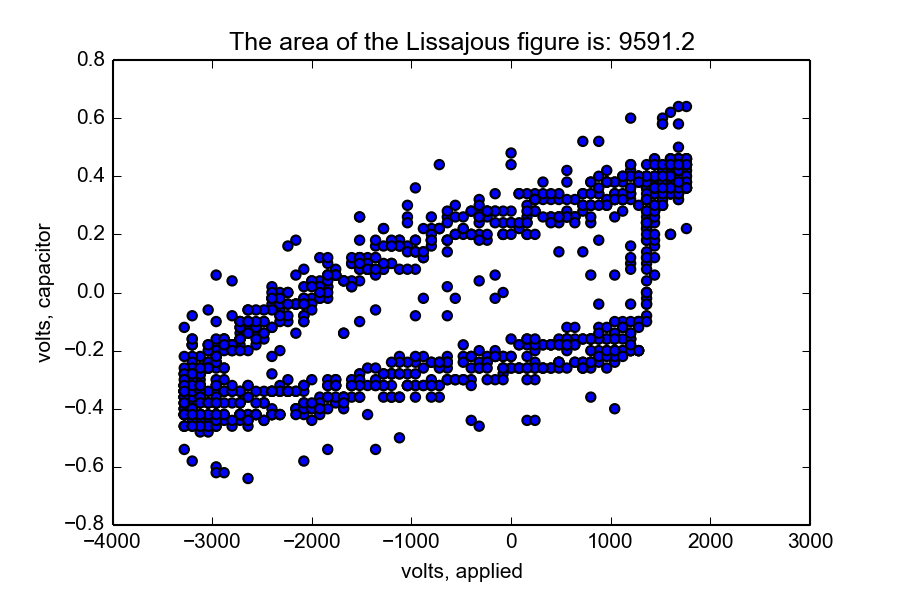 The area of the Lissajous figure is: 9591.2
0.8
0.6
0.4
0.2
0.0
−0.2
−0.4
−0.6
−0.8
volts, capacitor
−4000 −3000 −2000 −1000 0 1000 2000 3000
volts, applied